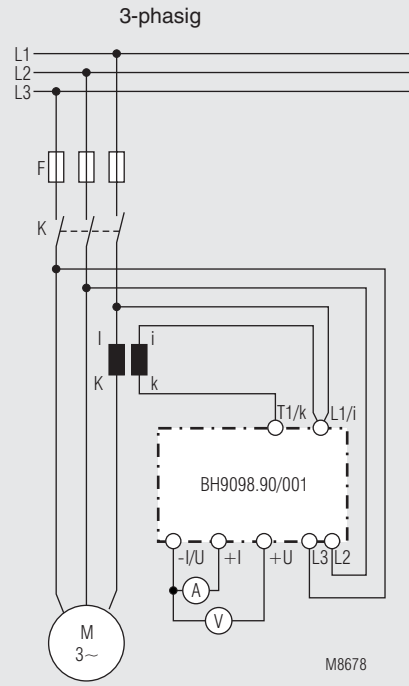 3-phasig
L1
L2
L3
F
K
l i
K k
T1/k L1/i
BH9098.90/001
-I/U +I +U L3 L2
A
V
M
3~
M8678